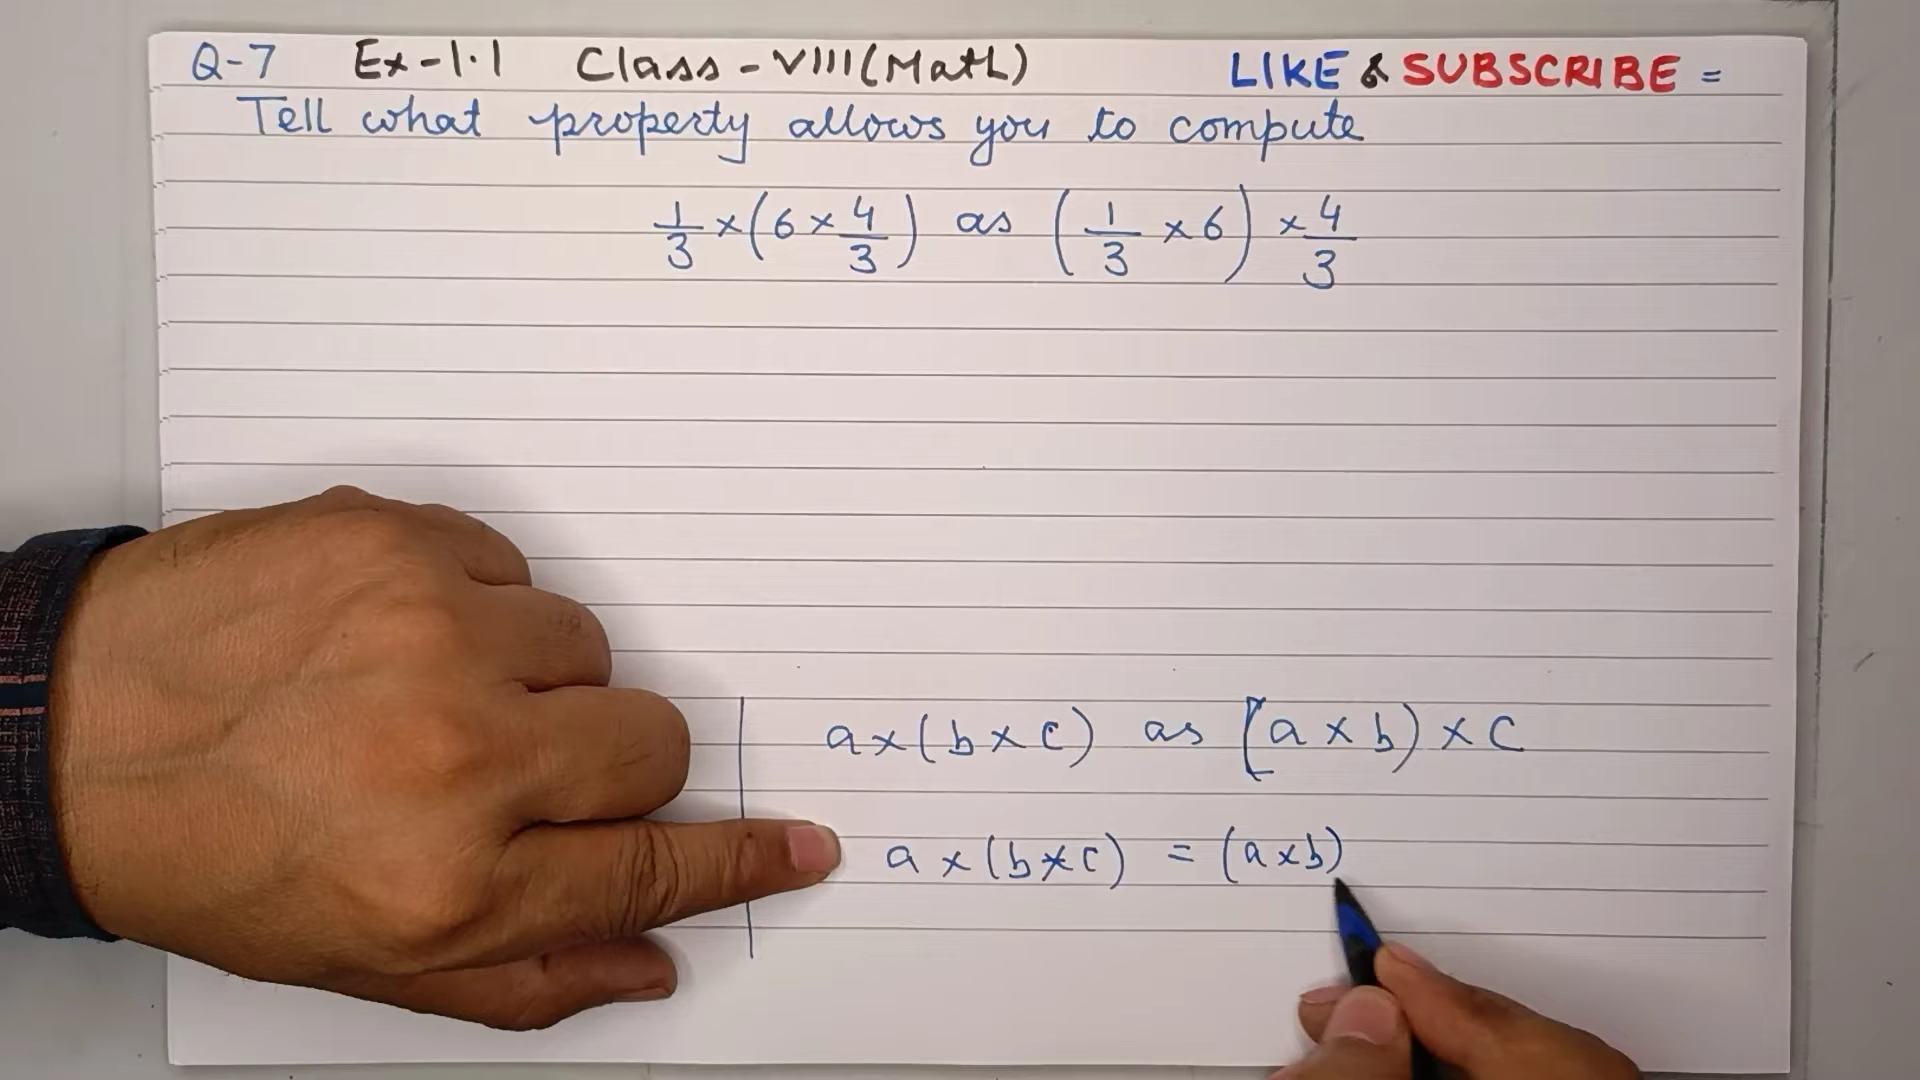 Q-7 Ex-1.1 Class-VIII(Math) LIKE & SUBSCRIBE =
Tell what property allows you to compute
1/3 × (6 × 4/3) as (1/3 × 6) × 4/3
a × (b × c) as (a × b) × c
a × (b × c) = (a × b)